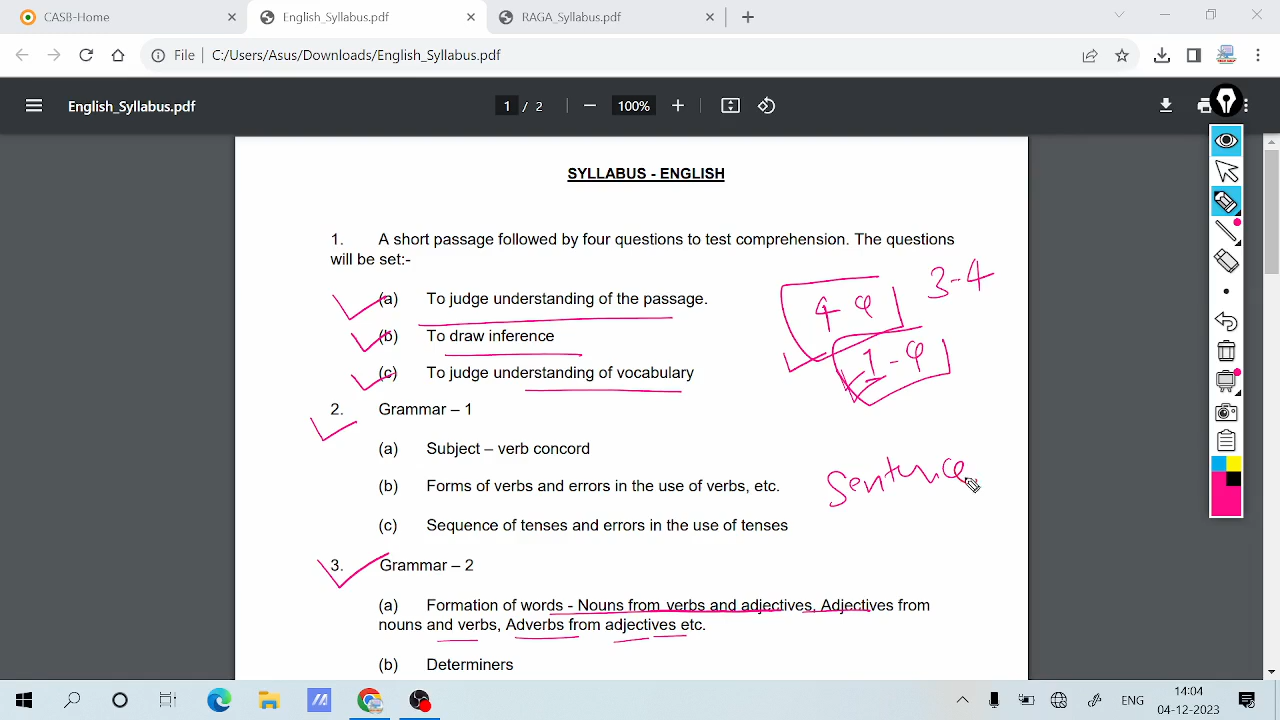 CASB-Home
English_Syllabus.pdf
RAGA_Syllabus.pdf
File
C:/Users/Asus/Downloads/English_Syllabus.pdf
English_Syllabus.pdf
1 / 2
100%
SYLLABUS - ENGLISH
1. A short passage followed by four questions to test comprehension. The questions
will be set:-
(a) To judge understanding of the passage.
(b) To draw inference
(c) To judge understanding of vocabulary
3-4
2. Grammar – 1
(a) Subject – verb concord
(b) Forms of verbs and errors in the use of verbs, etc.
Sentence
(c) Sequence of tenses and errors in the use of tenses
3. Grammar – 2
(a) Formation of words - Nouns from verbs and adjectives, Adjectives from
nouns and verbs, Adverbs from adjectives etc.
(b) Determiners
ENG
14:04
04-12-2023